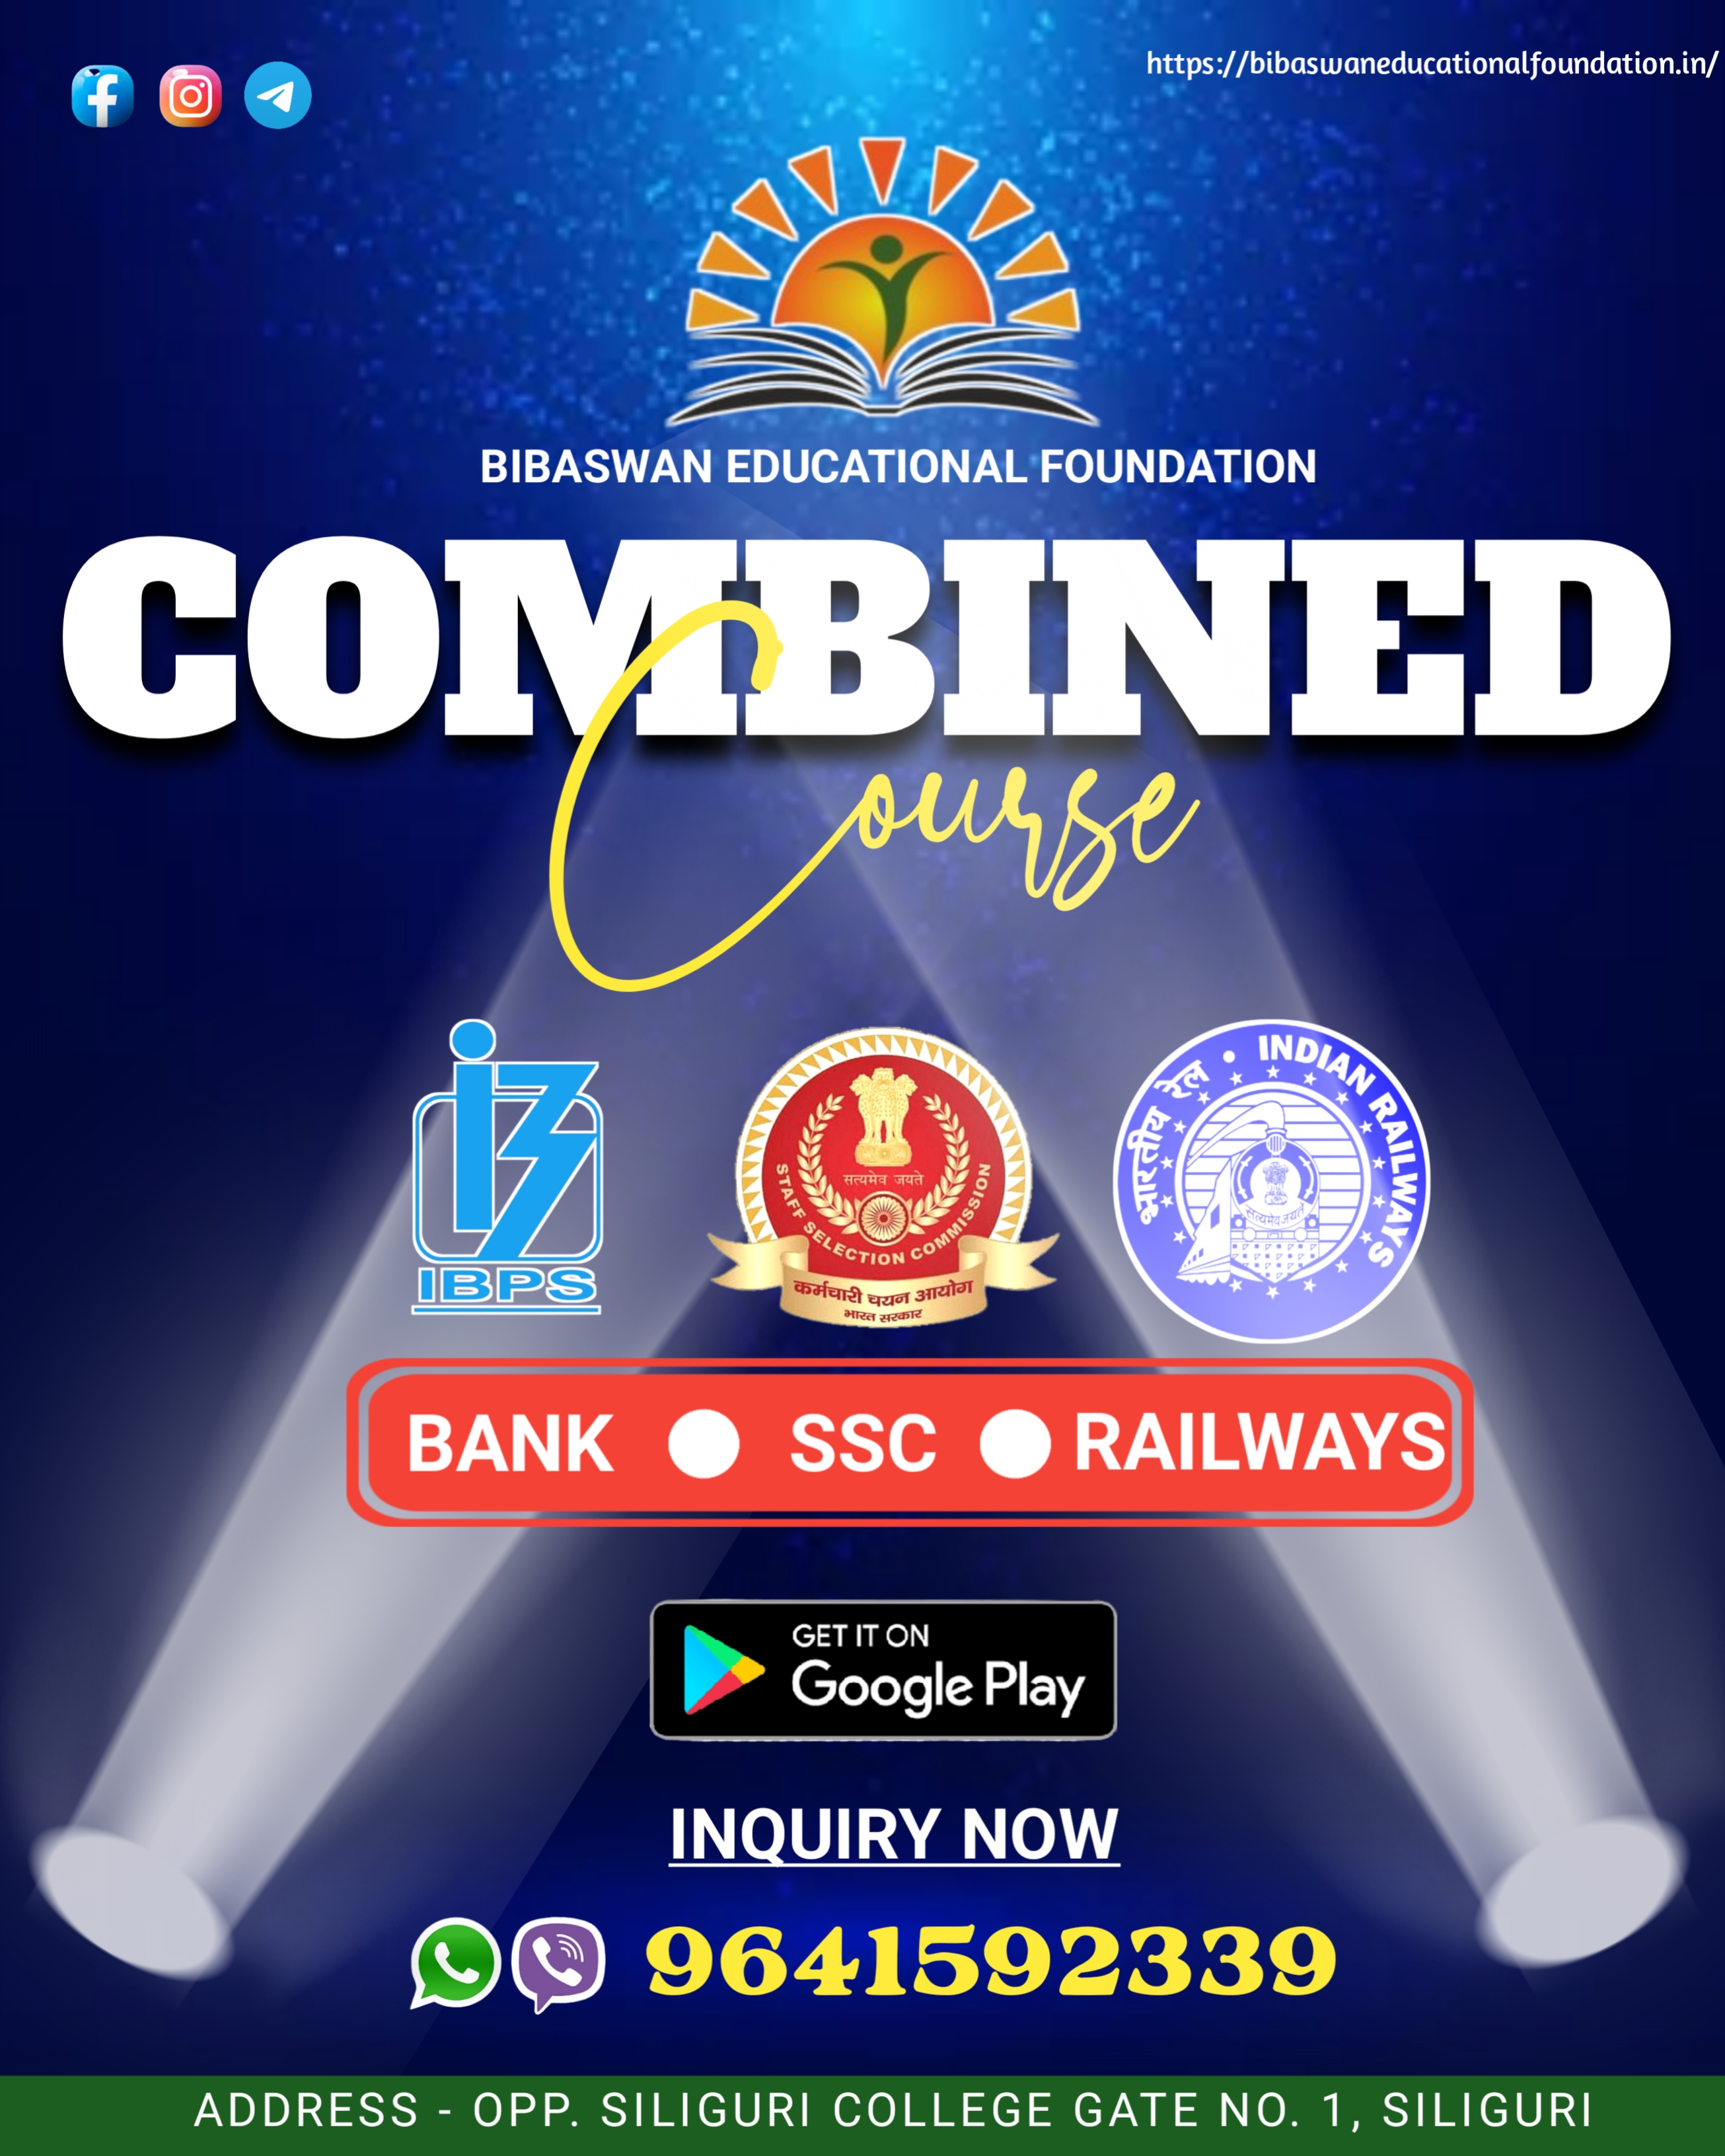 https://bibaswaneducationalfoundation.in/
BIBASWAN EDUCATIONAL FOUNDATION
COMBINED
Course
IBPS
सत्यमेव जयते
STAFF SELECTION COMMISSION
कर्मचारी चयन आयोग
भारत सरकार
भारतीय रेल • INDIAN RAILWAYS
सत्यमेव जयते
BANK ● SSC ● RAILWAYS
GET IT ON
Google Play
INQUIRY NOW
9641592339
ADDRESS - OPP. SILIGURI COLLEGE GATE NO. 1, SILIGURI